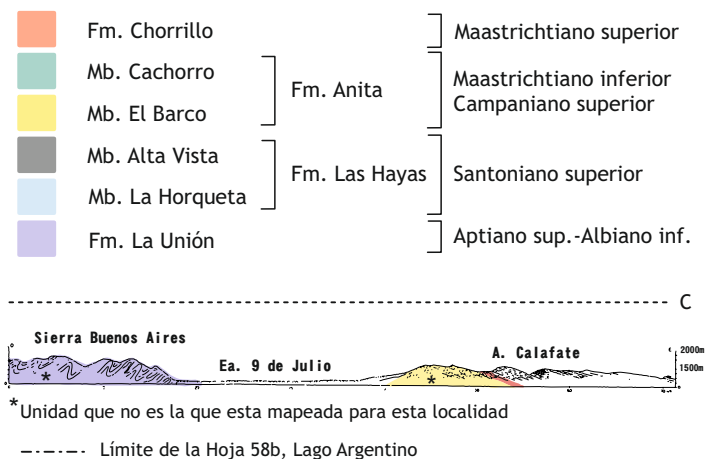 Fm. Chorrillo
Maastrichtiano superior
Mb. Cachorro
Mb. El Barco
Fm. Anita
Maastrichtiano inferior
Campaniano superior
Mb. Alta Vista
Mb. La Horqueta
Fm. Las Hayas
Santoniano superior
Fm. La Unión
Aptiano sup.-Albiano inf.
C
Sierra Buenos Aires
Ea. 9 de Julio
A. Calafate
2000m
1500m
* *
*Unidad que no es la que esta mapeada para esta localidad
Límite de la Hoja 58b, Lago Argentino